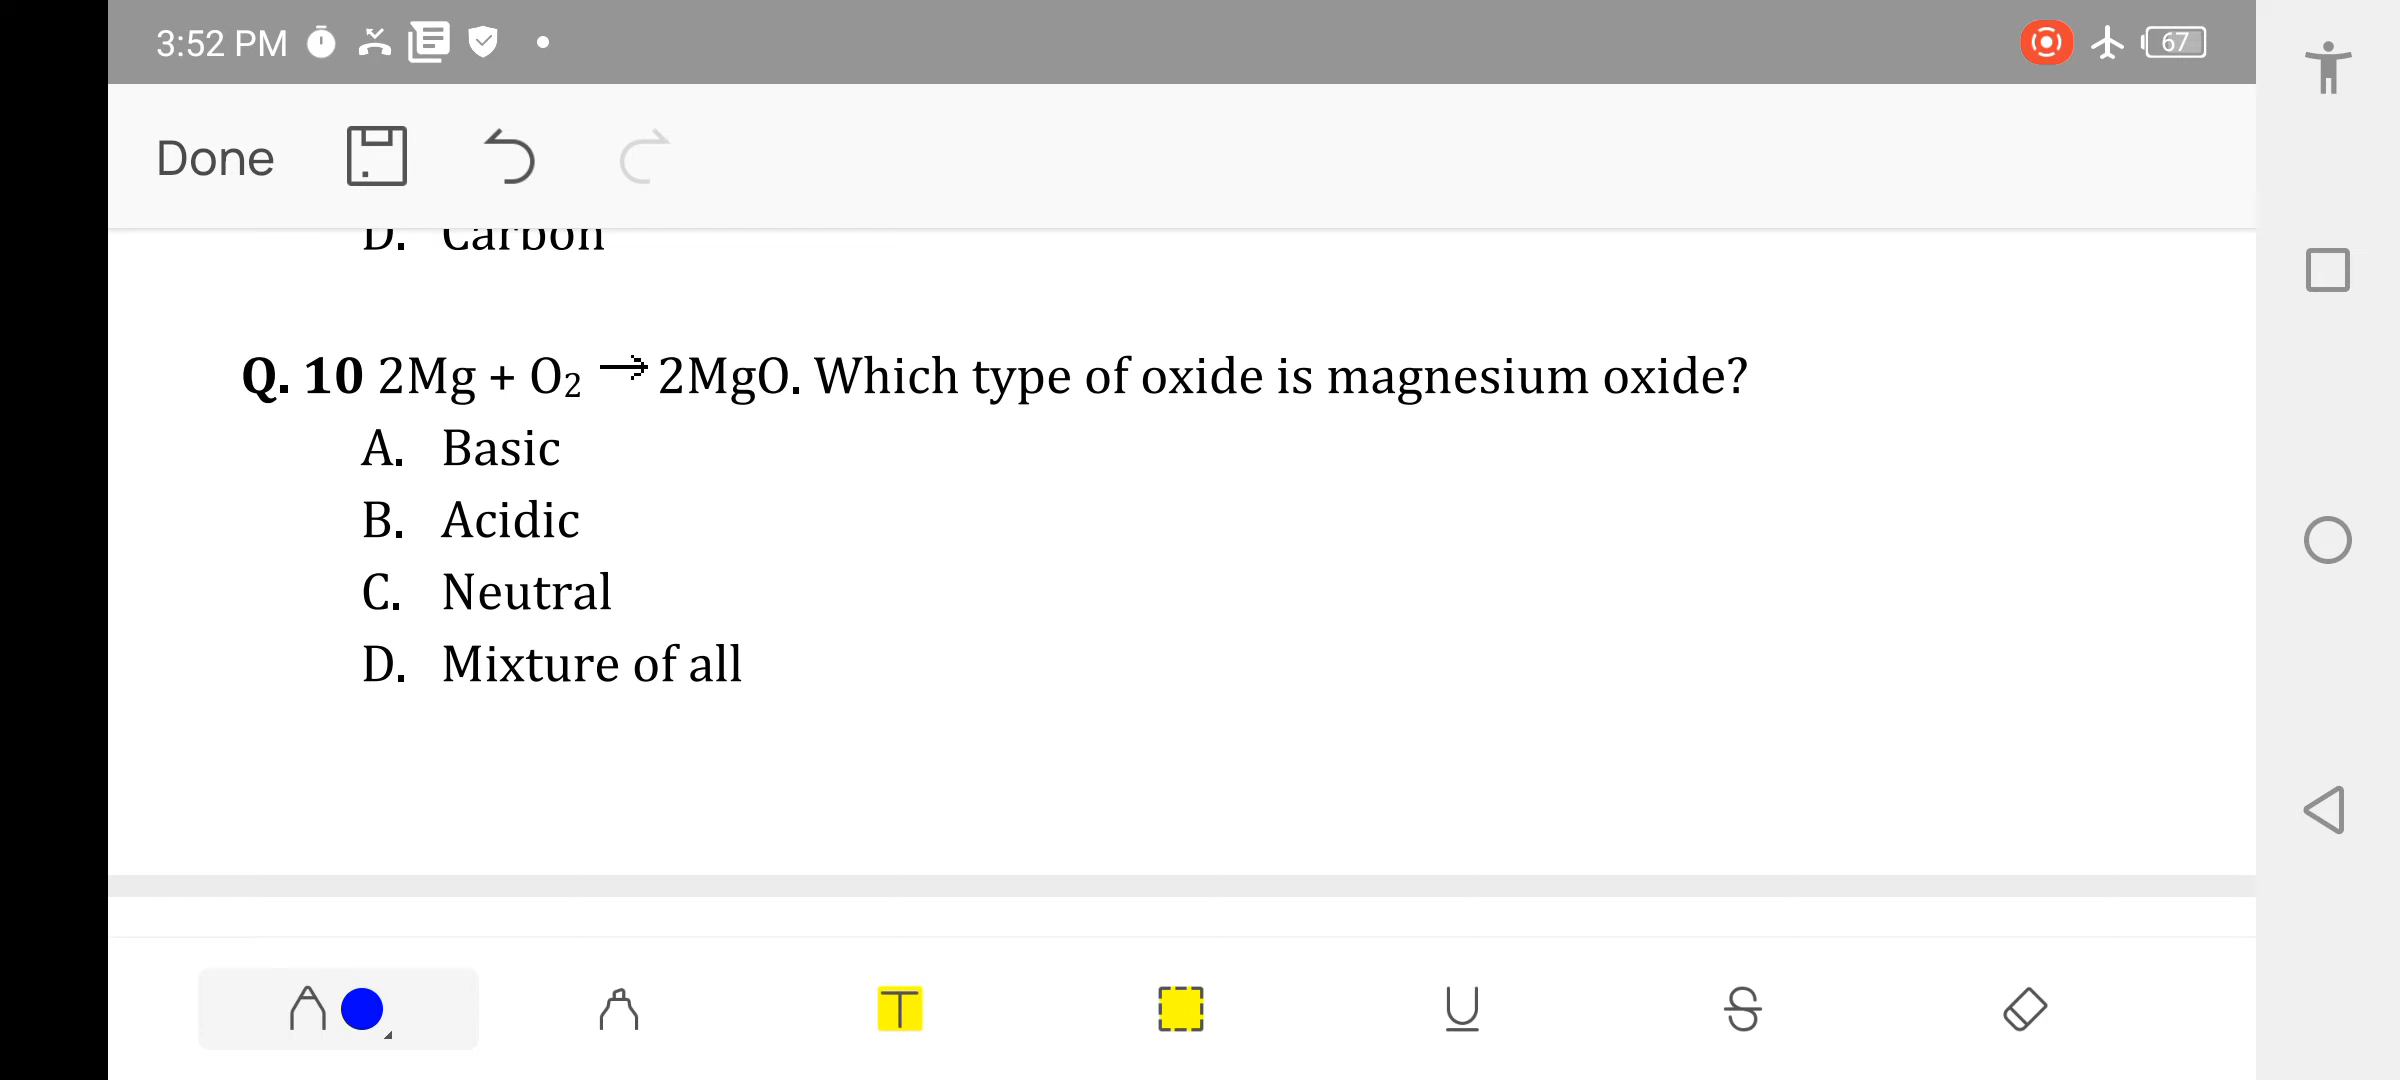 3:52 PM
67
Done
D. Carbon
Q. 10 2Mg + O₂ → 2MgO. Which type of oxide is magnesium oxide?
A. Basic
B. Acidic
C. Neutral
D. Mixture of all